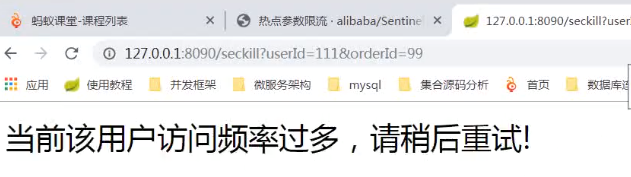 蚂蚁课堂-课程列表 热点参数限流 · alibaba/Sentinel 127.0.0.1:8090/seckill?user
127.0.0.1:8090/seckill?userId=111&orderId=99
应用 使用教程 开发框架 微服务架构 mysql 集合源码分析 首页 数据库连
当前该用户访问频率过多，请稍后重试!